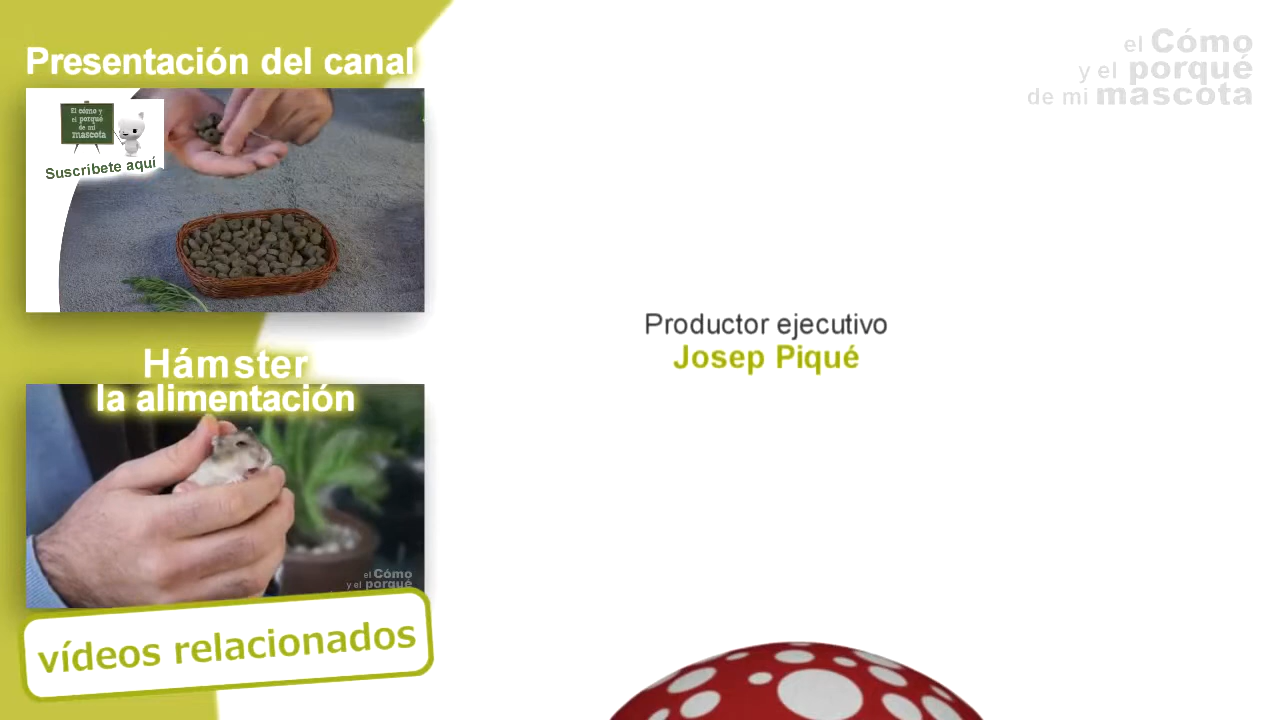 Presentación del canal
El cómo y
el porqué
de mi
mascota
Suscríbete aquí
Hámster
la alimentación
el Cómo
y el porqué
vídeos relacionados
el Cómo
y el porqué
de mi mascota
Productor ejecutivo
Josep Piqué